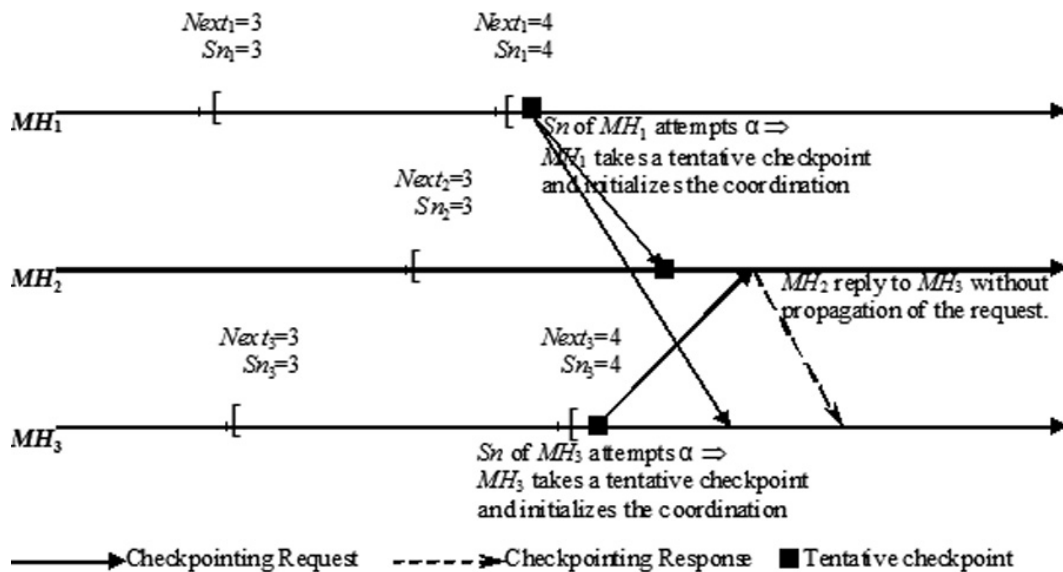 Next1=3
Sn1=3
Next1=4
Sn1=4
MH1
Sn of MH1 attempts α ⇒
MH1 takes a tentative checkpoint
and initializes the coordination
Next2=3
Sn2=3
MH2
MH2 reply to MH3 without
propagation of the request.
Next3=3
Sn3=3
Next3=4
Sn3=4
MH3
Sn of MH3 attempts α ⇒
MH3 takes a tentative checkpoint
and initializes the coordination
Checkpointing Request Checkpointing Response Tentative checkpoint